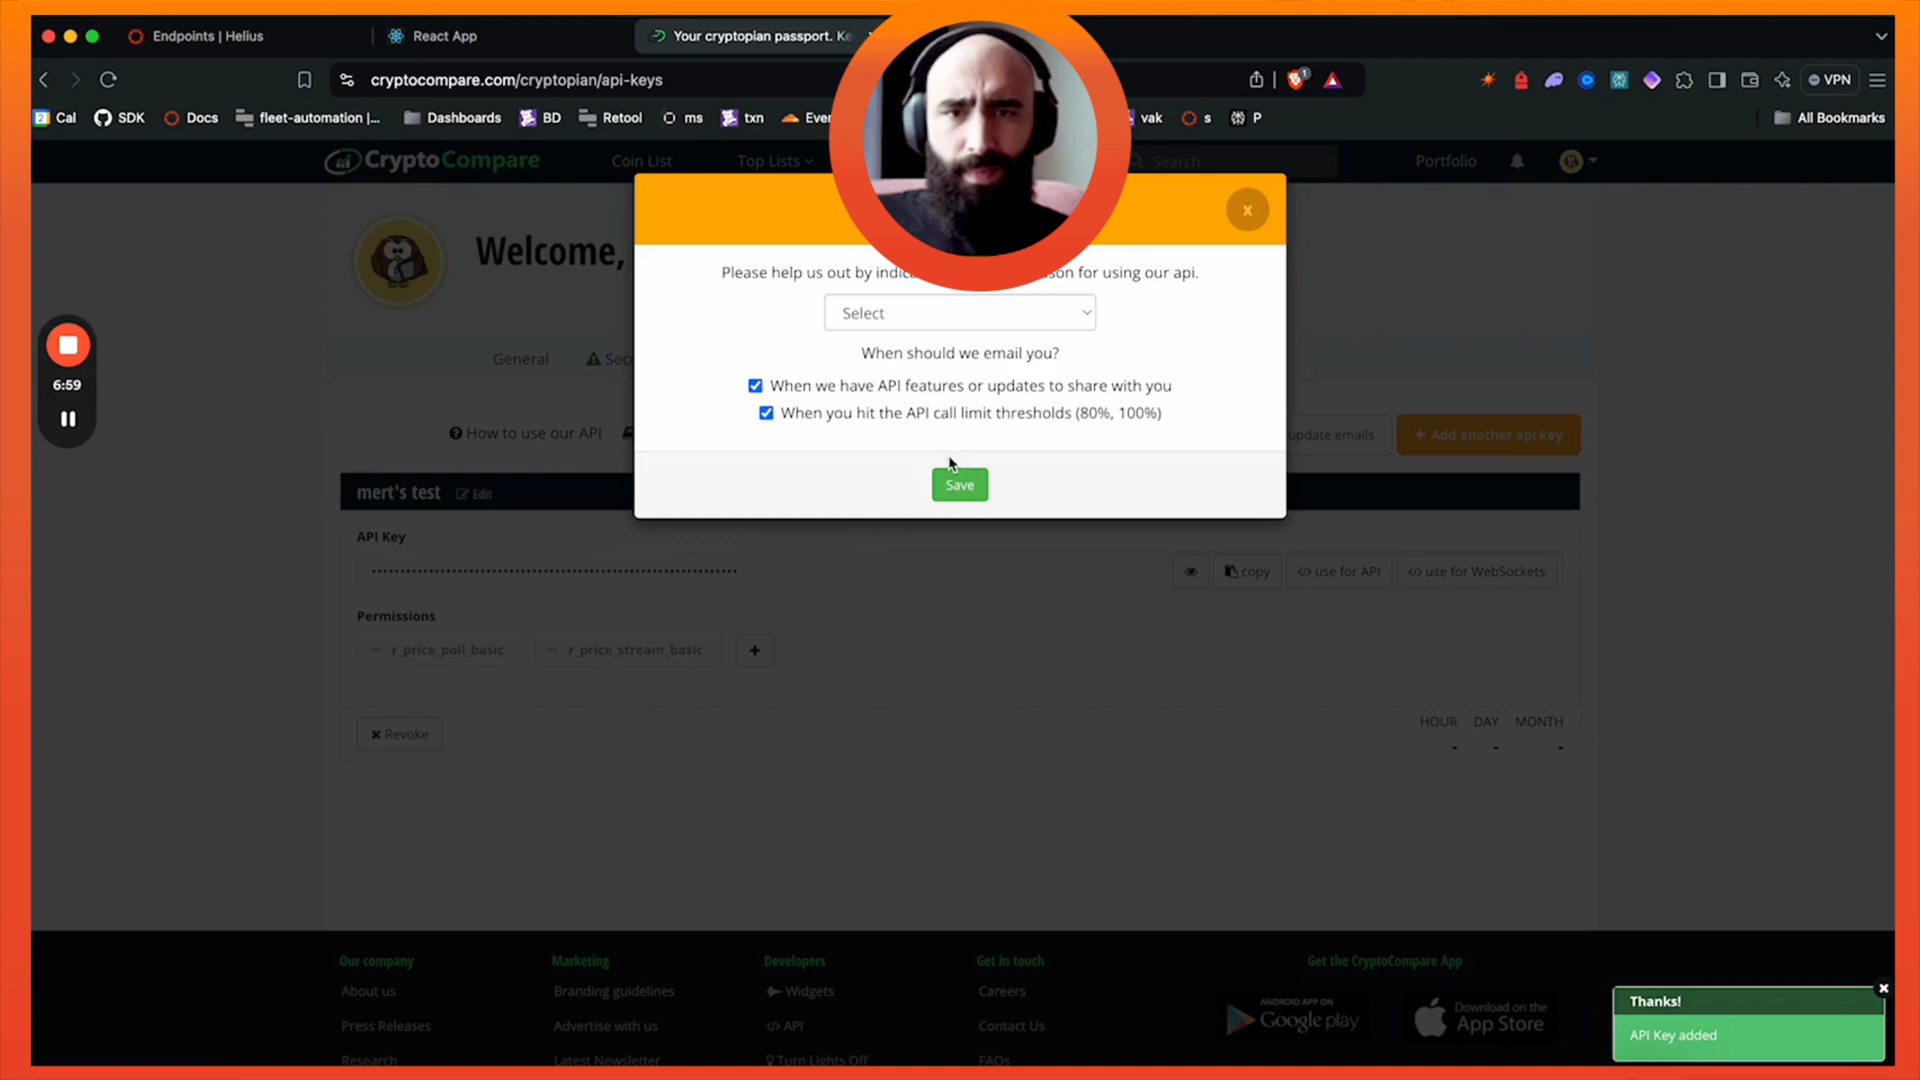 Endpoints | Helius
React App
Your cryptopian passport. Ke
cryptocompare.com/cryptopian/api-keys
1
VPN
Cal
SDK
Docs
fleet-automation |...
Dashboards
BD
Retool
ms
txn
Ever
vak
s
P
All Bookmarks
CryptoCompare
Coin List
Top Lists
Search
Portfolio
Welcome,
x
Please help us out by indic
son for using our api.
Select
When should we email you?
When we have API features or updates to share with you
When you hit the API call limit thresholds (80%, 100%)
Save
6:59
General
Sec
How to use our API
update emails
+ Add another api key
mert's test
Edit
API Key
copy
</> use for API
</> use for WebSockets
Permissions
r_price_poll_basic
r_price_stream_basic
+
Revoke
HOUR DAY MONTH
- - -
Our company
Marketing
Developers
Get in touch
Get the CryptoCompare App
About us
Branding guidelines
Widgets
Careers
Press Releases
Advertise with us
</> API
Contact Us
ANDROID APP ON
Google play
Download on the
App Store
Research
Latest Newsletter
Turn Lights Off
FAQs
Thanks!
API Key added